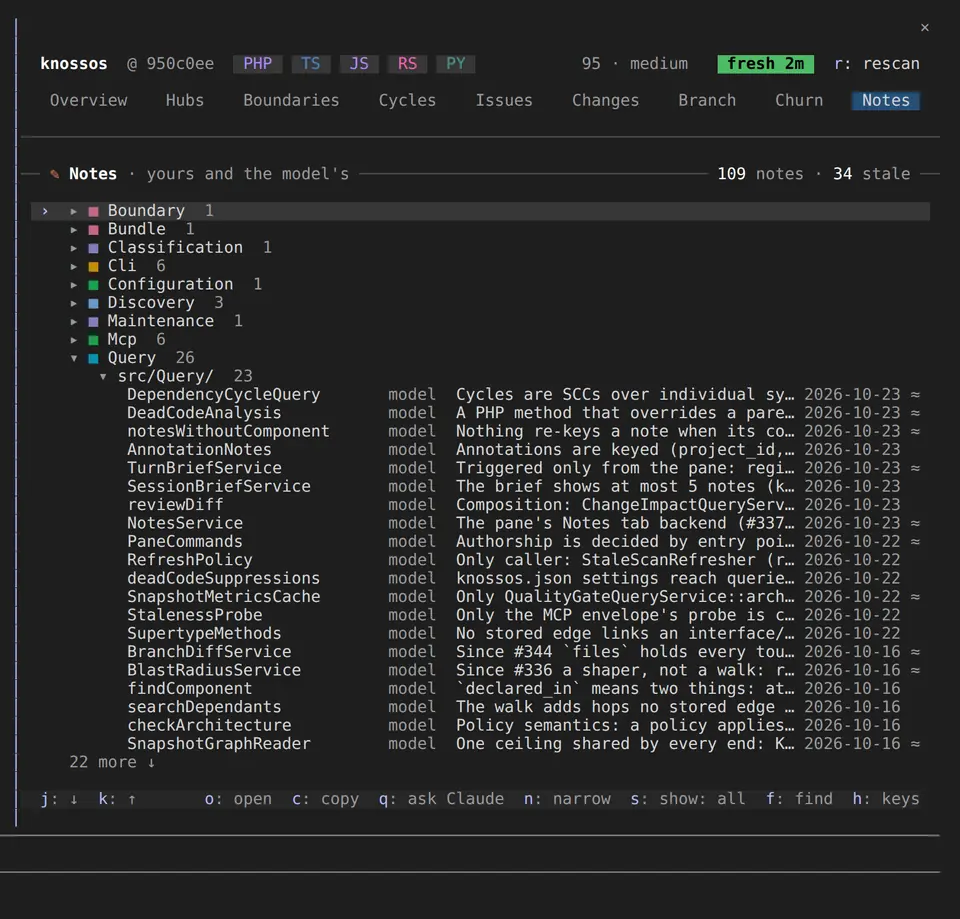 ×
knossos @ 950c0ee PHP TS JS RS PY 95 · medium fresh 2m r: rescan
Overview Hubs Boundaries Cycles Issues Changes Branch Churn Notes
✎ Notes · yours and the model's 109 notes · 34 stale
› ▸ ■ Boundary 1
▸ ■ Bundle 1
▸ ■ Classification 1
▸ ■ Cli 6
▸ ■ Configuration 1
▸ ■ Discovery 3
▸ ■ Maintenance 1
▸ ■ Mcp 6
▾ ■ Query 26
▾ src/Query/ 23
DependencyCycleQuery model Cycles are SCCs over individual sy… 2026-10-23 ≈
DeadCodeAnalysis model A PHP method that overrides a pare… 2026-10-23 ≈
notesWithoutComponent model Nothing re-keys a note when its co… 2026-10-23 ≈
AnnotationNotes model Annotations are keyed (project_id,… 2026-10-23
TurnBriefService model Triggered only from the pane: regi… 2026-10-23 ≈
SessionBriefService model The brief shows at most 5 notes (k… 2026-10-23
reviewDiff model Composition: ChangeImpactQueryServ… 2026-10-23
NotesService model The pane's Notes tab backend (#337… 2026-10-23 ≈
PaneCommands model Authorship is decided by entry poi… 2026-10-22 ≈
RefreshPolicy model Only caller: StaleScanRefresher (r… 2026-10-22
deadCodeSuppressions model knossos.json settings reach querie… 2026-10-22
SnapshotMetricsCache model Only QualityGateQueryService::arch… 2026-10-22 ≈
StalenessProbe model Only the MCP envelope's probe is c… 2026-10-22
SupertypeMethods model No stored edge links an interface/… 2026-10-22
BranchDiffService model Since #344 `files` holds every tou… 2026-10-16 ≈
BlastRadiusService model Since #336 a shaper, not a walk: r… 2026-10-16 ≈
findComponent model `declared_in` means two things: at… 2026-10-16
searchDependants model The walk adds hops no stored edge … 2026-10-16
checkArchitecture model Policy semantics: a policy applies… 2026-10-16
SnapshotGraphReader model One ceiling shared by every end: K… 2026-10-16 ≈
22 more ↓
j: ↓ k: ↑ o: open c: copy q: ask Claude n: narrow s: show: all f: find h: keys